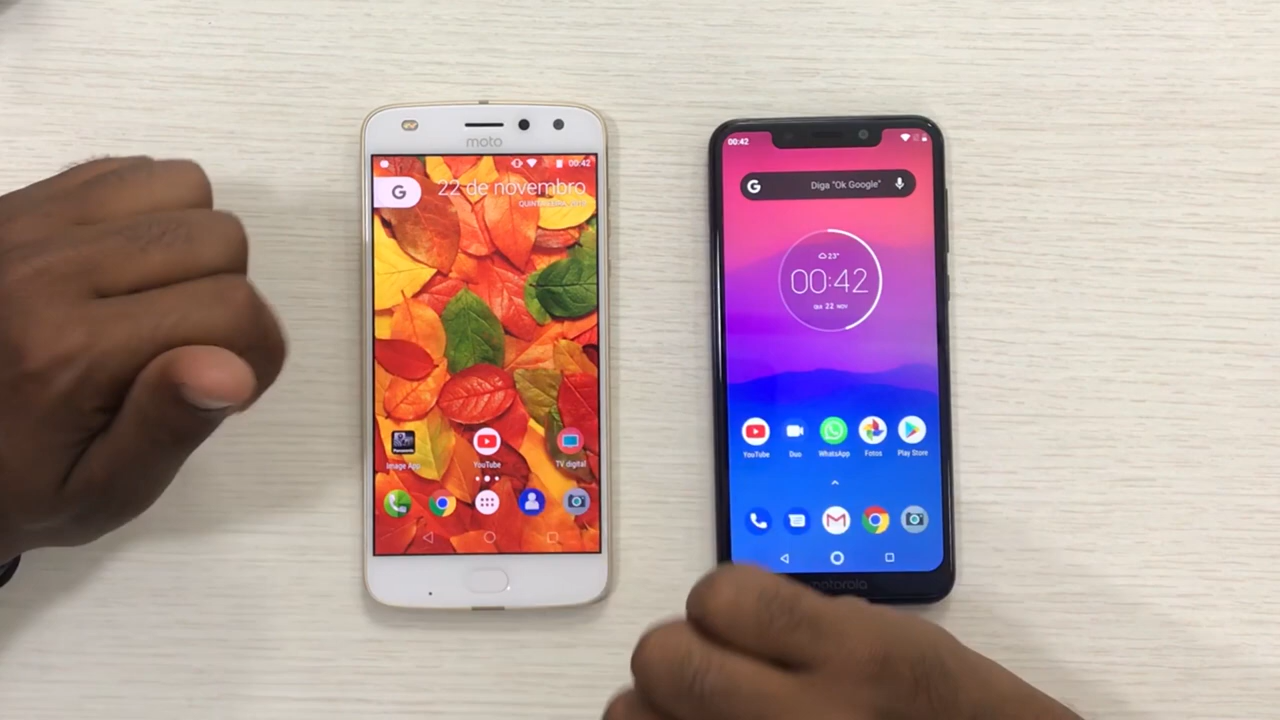 moto
00:42
G
22 de novembro
Image App
YouTube
TV digital
00:42
G
Diga "Ok Google"
23°
00:42
QUI 22 NOV
YouTube
Duo
WhatsApp
Fotos
Play Store
motorola